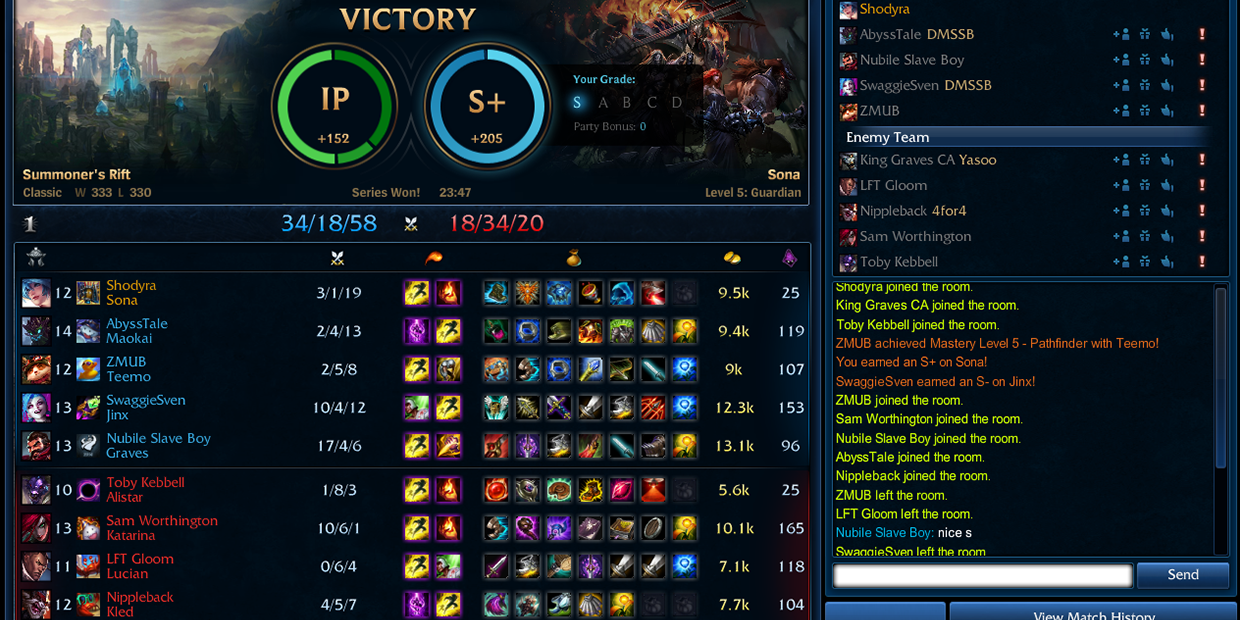 VICTORY
IP
+152
S+
+205
Your Grade:
S A B C D
Party Bonus: 0
Summoner's Rift
Classic W 333 L 330
Series Won! 23:47
Sona
Level 5: Guardian
1 34/18/58 18/34/20
12 Shodyra
Sona
3/1/19 9.5k 25
14 AbyssTale
Maokai
2/4/13 9.4k 119
12 ZMUB
Teemo
2/5/8 9k 107
13 SwaggieSven
Jinx
10/4/12 12.3k 153
13 Nubile Slave Boy
Graves
17/4/6 13.1k 96
10 Toby Kebbell
Alistar
1/8/3 5.6k 25
13 Sam Worthington
Katarina
10/6/1 10.1k 165
11 LFT Gloom
Lucian
0/6/4 7.1k 118
12 Nippleback
Kled
4/5/7 7.7k 104
Shodyra
AbyssTale DMSSB
Nubile Slave Boy
SwaggieSven DMSSB
ZMUB
Enemy Team
King Graves CA Yasoo
LFT Gloom
Nippleback 4for4
Sam Worthington
Toby Kebbell
Shodyra joined the room.
King Graves CA joined the room.
Toby Kebbell joined the room.
ZMUB achieved Mastery Level 5 - Pathfinder with Teemo!
You earned an S+ on Sona!
SwaggieSven earned an S- on Jinx!
ZMUB joined the room.
Sam Worthington joined the room.
Nubile Slave Boy joined the room.
AbyssTale joined the room.
Nippleback joined the room.
ZMUB left the room.
LFT Gloom left the room.
Nubile Slave Boy: nice s
SwaggieSven left the room
Send
View Match History